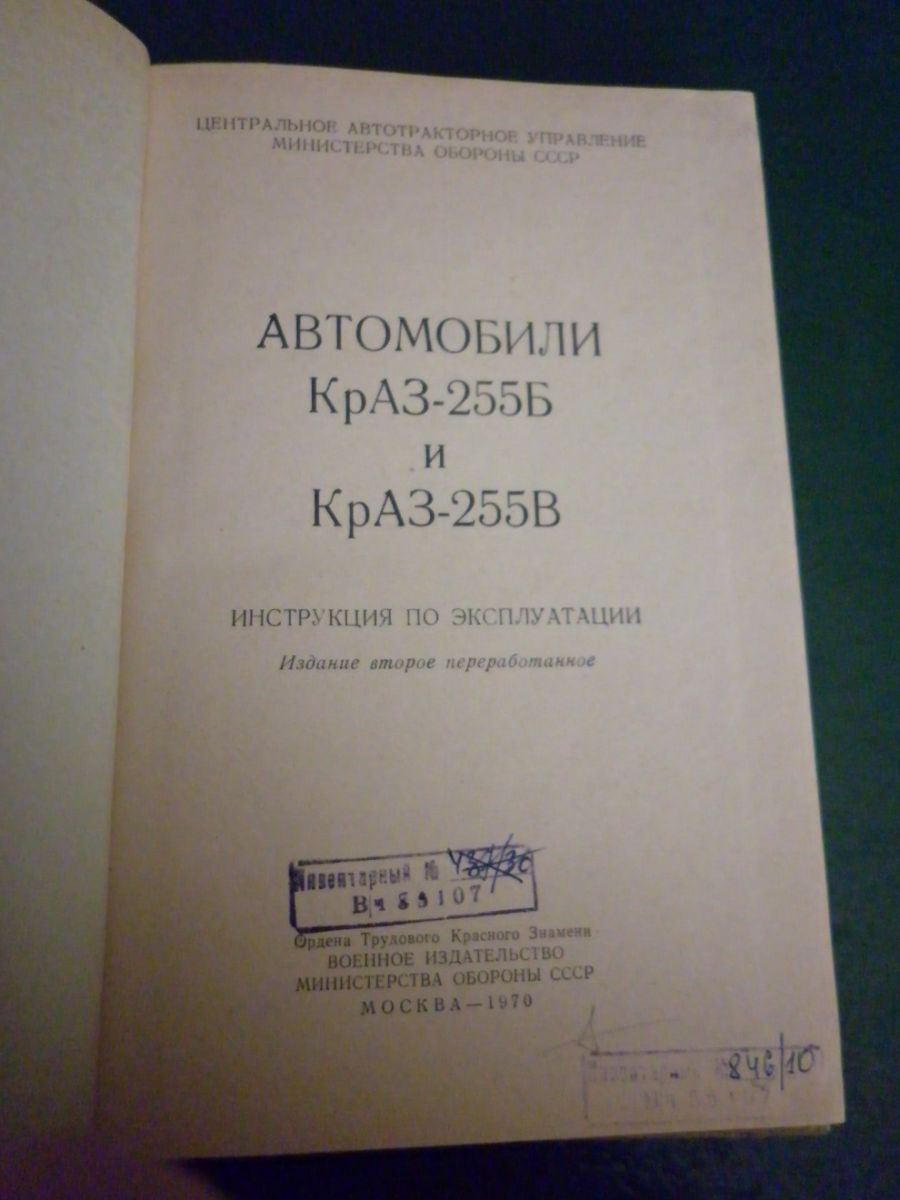 ЦЕНТРАЛЬНОЕ АВТОТРАКТОРНОЕ УПРАВЛЕНИЕ
МИНИСТЕРСТВА ОБОРОНЫ СССР
АВТОМОБИЛИ
КрАЗ-255Б
и
КрАЗ-255В
ИНСТРУКЦИЯ ПО ЭКСПЛУАТАЦИИ
Издание второе переработанное
Инвентарный №
В/ч 55107
Ордена Трудового Красного Знамени
ВОЕННОЕ ИЗДАТЕЛЬСТВО
МИНИСТЕРСТВА ОБОРОНЫ СССР
МОСКВА—1970
846/10